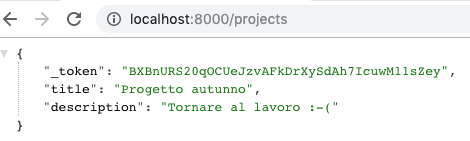 localhost:8000/projects
{
"_token": "BXBnURS20qOCUeJzvAFkDrXySdAh7IcuwM11sZey",
"title": "Progetto autunno",
"description": "Tornare al lavoro :-("
}